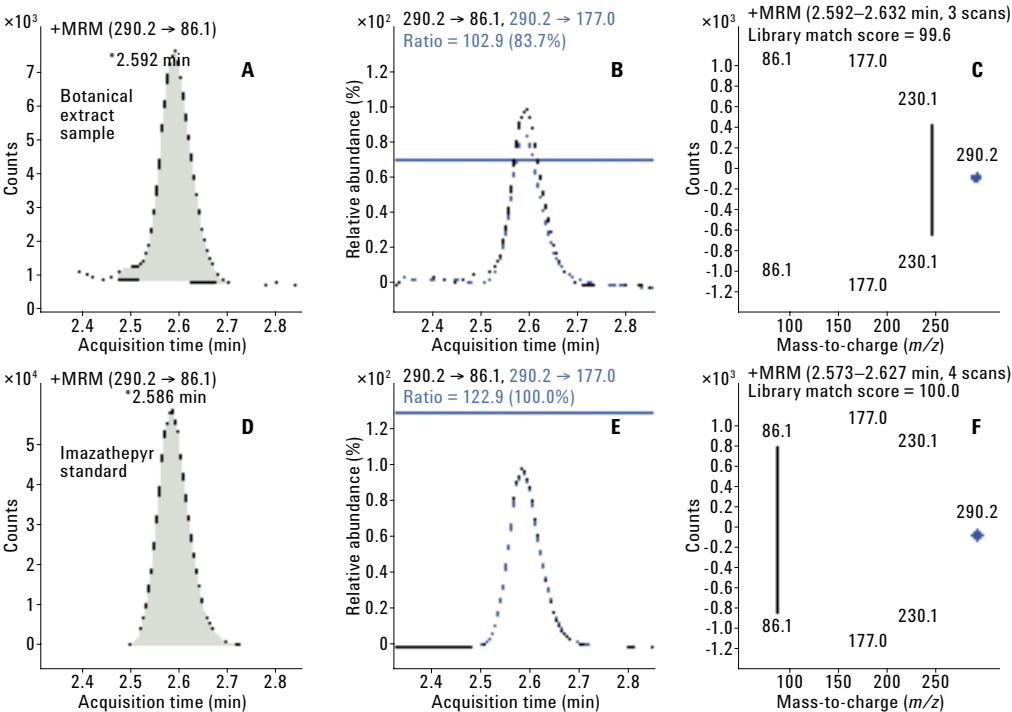 ×10³
+MRM (290.2 → 86.1)
*2.592 min
A
Botanical
extract
sample
Counts
7
6
5
4
3
2
1
0
2.4 2.5 2.6 2.7 2.8
Acquisition time (min)
×10²
290.2 → 86.1, 290.2 → 177.0
Ratio = 102.9 (83.7%)
B
Relative abundance (%)
1.2
1.0
0.8
0.6
0.4
0.2
0
2.4 2.5 2.6 2.7 2.8
Acquisition time (min)
×10³
+MRM (2.592–2.632 min, 3 scans)
Library match score = 99.6
C
86.1 177.0
230.1
290.2
Counts
1.0
0.8
0.6
0.4
0.2
0
-0.2
-0.4
-0.6
-0.8
-1.0
-1.2
86.1 177.0 230.1
100 150 200 250
Mass-to-charge (m/z)
×10⁴
+MRM (290.2 → 86.1)
*2.586 min
D
Imazathepyr
standard
Counts
5
4
3
2
1
0
2.4 2.5 2.6 2.7 2.8
Acquisition time (min)
×10²
290.2 → 86.1, 290.2 → 177.0
Ratio = 122.9 (100.0%)
E
Relative abundance (%)
1.2
1.0
0.8
0.6
0.4
0.2
0
2.4 2.5 2.6 2.7 2.8
Acquisition time (min)
×10³
+MRM (2.573–2.627 min, 4 scans)
Library match score = 100.0
F
86.1 177.0 230.1
290.2
Counts
1.0
0.8
0.6
0.4
0.2
0
-0.2
-0.4
-0.6
-0.8
-1.0
-1.2
86.1 177.0 230.1
100 150 200 250
Mass-to-charge (m/z)